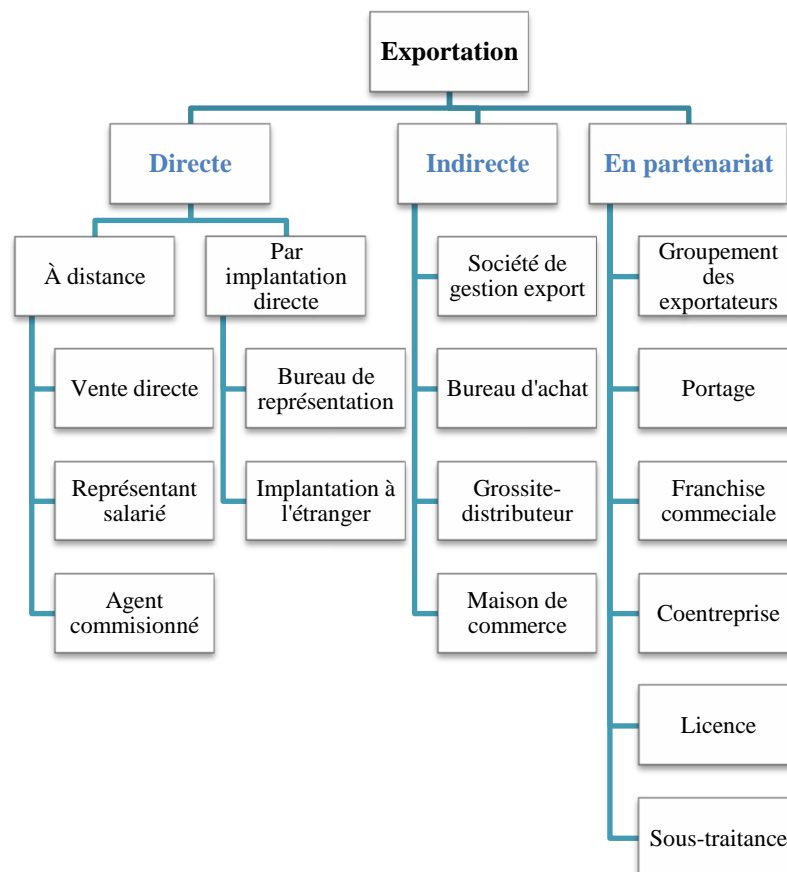 Exportation
Directe
Indirecte
En partenariat
À distance
Par
implantation
directe
Vente directe
Représentant
salarié
Agent
commisionné
Bureau de
représentation
Implantation à
l'étranger
Société de
gestion export
Bureau d'achat
Grossite-
distributeur
Maison de
commerce
Groupement
des
exportateurs
Portage
Franchise
commeciale
Coentreprise
Licence
Sous-traitance